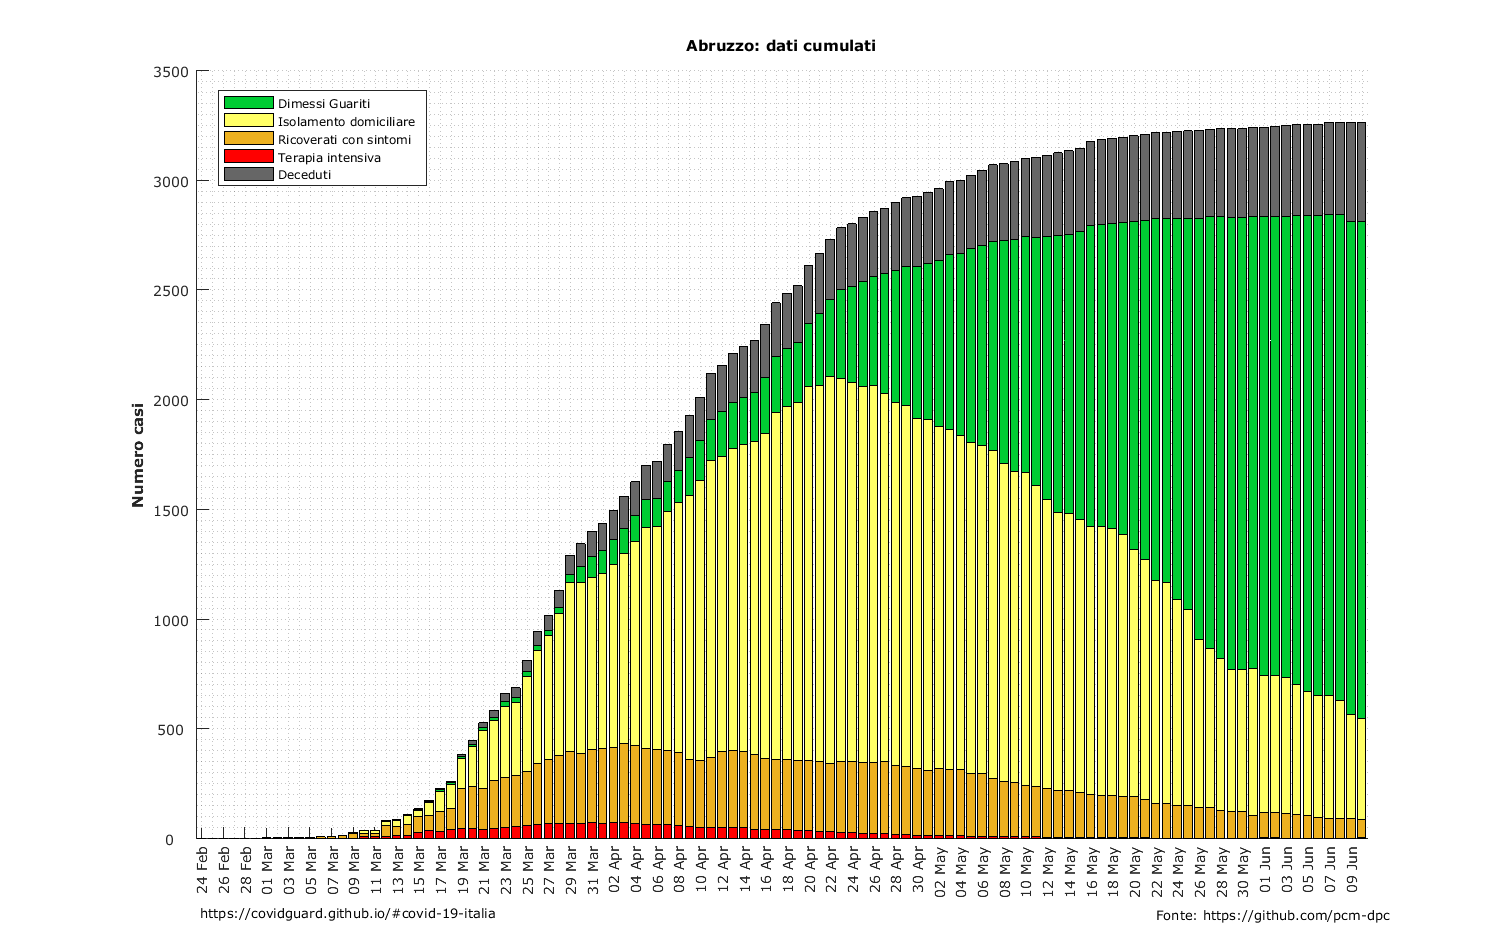 Abruzzo: dati cumulati
3500
3000
2500
2000
1500
1000
500
0
Numero casi
Dimessi Guariti
Isolamento domiciliare
Ricoverati con sintomi
Terapia intensiva
Deceduti
24 Feb
26 Feb
28 Feb
01 Mar
03 Mar
05 Mar
07 Mar
09 Mar
11 Mar
13 Mar
15 Mar
17 Mar
19 Mar
21 Mar
23 Mar
25 Mar
27 Mar
29 Mar
31 Mar
02 Apr
04 Apr
06 Apr
08 Apr
10 Apr
12 Apr
14 Apr
16 Apr
18 Apr
20 Apr
22 Apr
24 Apr
26 Apr
28 Apr
30 Apr
02 May
04 May
06 May
08 May
10 May
12 May
14 May
16 May
18 May
20 May
22 May
24 May
26 May
28 May
30 May
01 Jun
03 Jun
05 Jun
07 Jun
09 Jun
https://covidguard.github.io/#covid-19-italia
Fonte: https://github.com/pcm-dpc